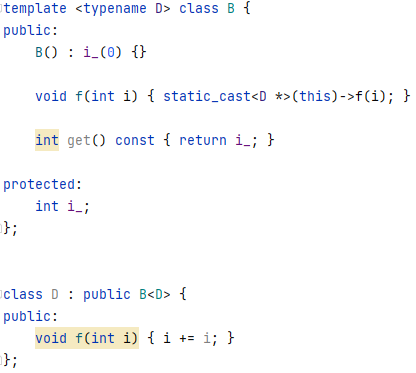 template <typename D> class B {
public:
B() : i_(0) {}
void f(int i) { static_cast<D *>(this)->f(i); }
int get() const { return i_; }
protected:
int i_;
};
class D : public B<D> {
public:
void f(int i) { i += i; }
};